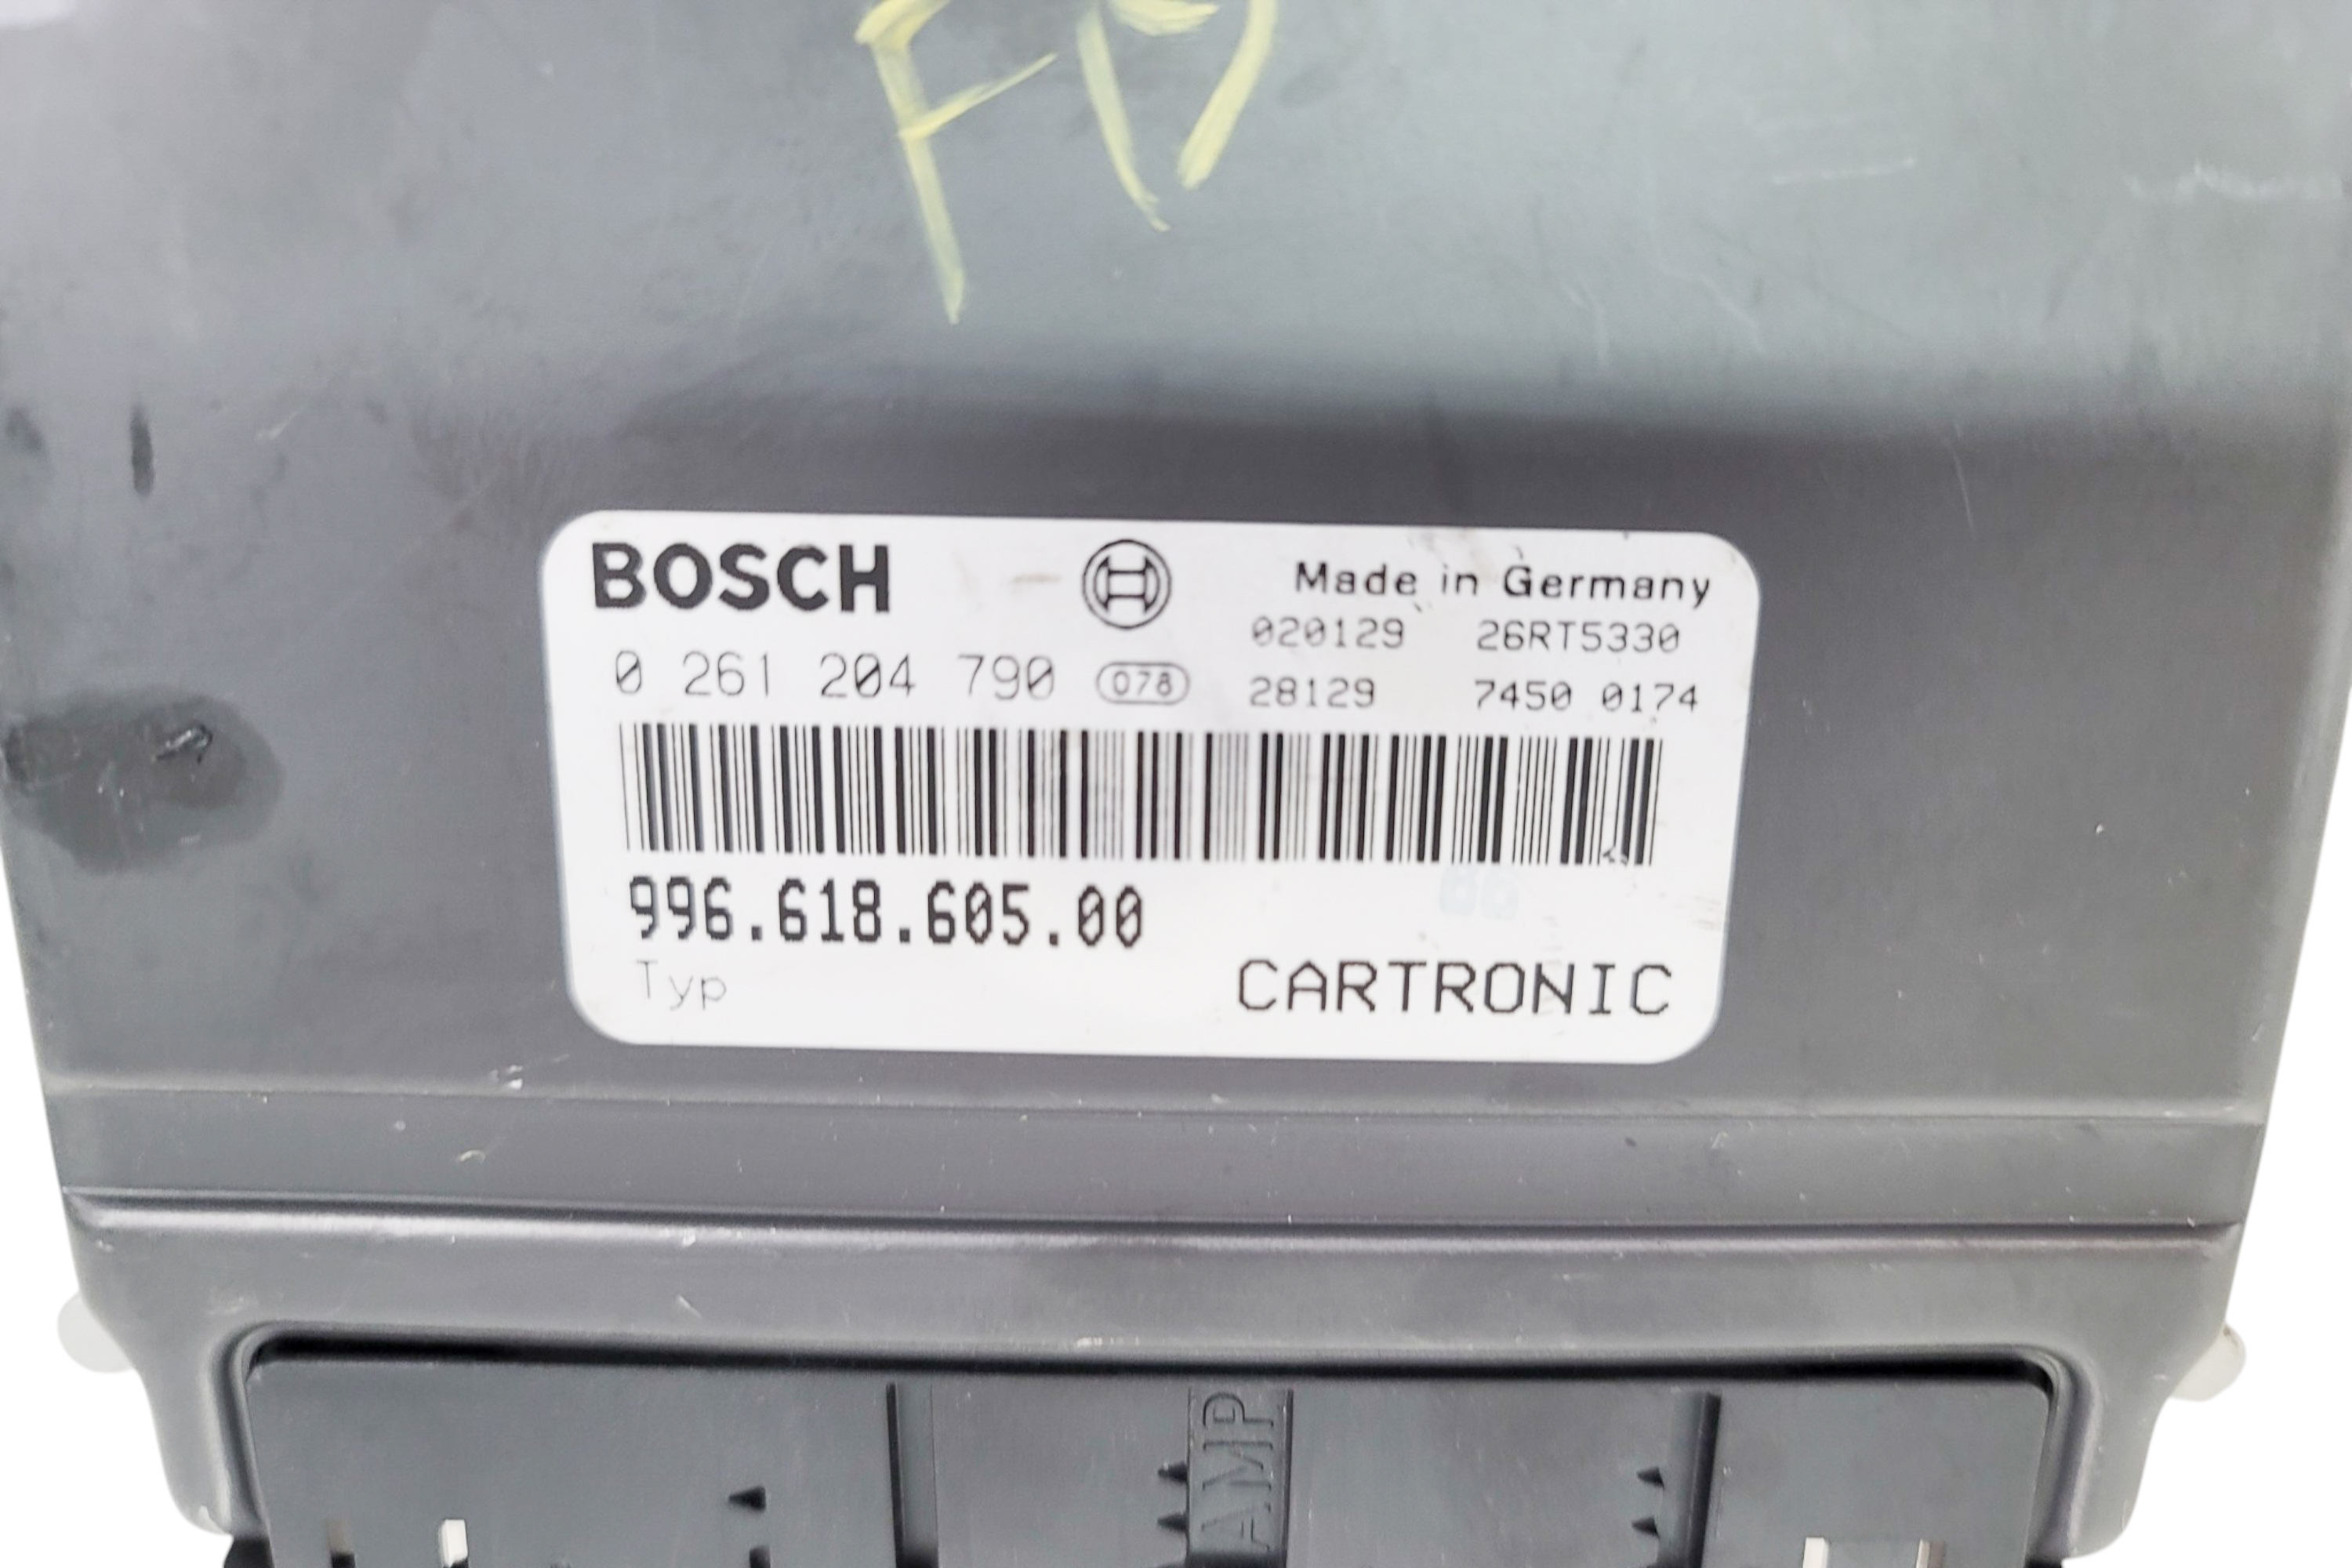 BOSCH
Made in Germany
020129 26RT5330
0 261 204 790 078
28129 7450 0174
996.618.605.00
Typ
CARTRONIC
AMP